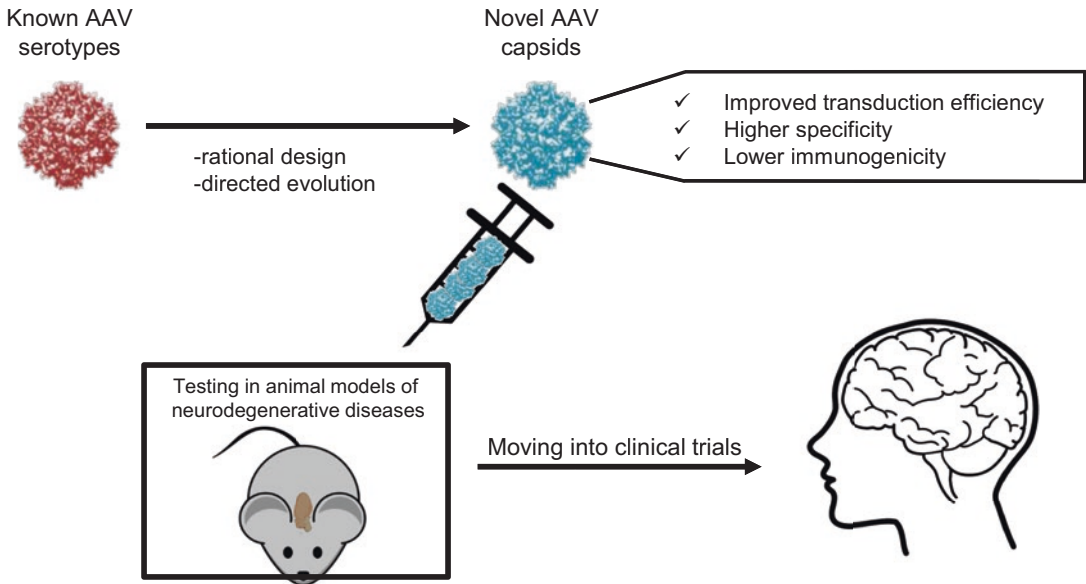 Known AAV
serotypes
Novel AAV
capsids
-rational design
-directed evolution
✓ Improved transduction efficiency
✓ Higher specificity
✓ Lower immunogenicity
Testing in animal models of
neurodegenerative diseases
Moving into clinical trials